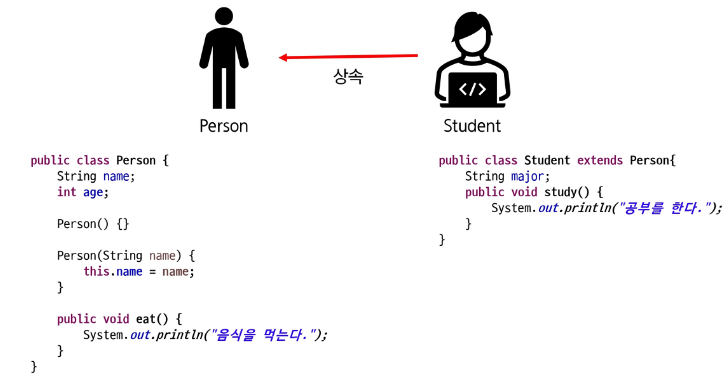 상속
Person
Student
</>
public class Person {
String name;
int age;
Person() {}
Person(String name) {
this.name = name;
}
public void eat() {
System.out.println("음식을 먹는다.");
}
}
public class Student extends Person{
String major;
public void study() {
System.out.println("공부를 한다.");
}
}